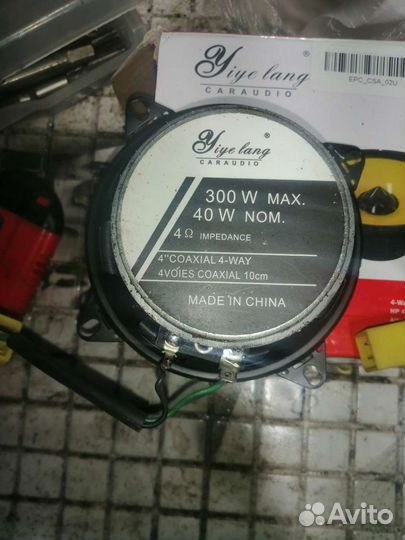 Yiye lang ®
CARAUDIO
EPC_CSA_02U
Yiye lang ®
CARAUDIO
300 W MAX.
40 W NOM.
4 Ω IMPEDANCE
4"COAXIAL 4-WAY
4VOIES COAXIAL 10cm
MADE IN CHINA
Avito